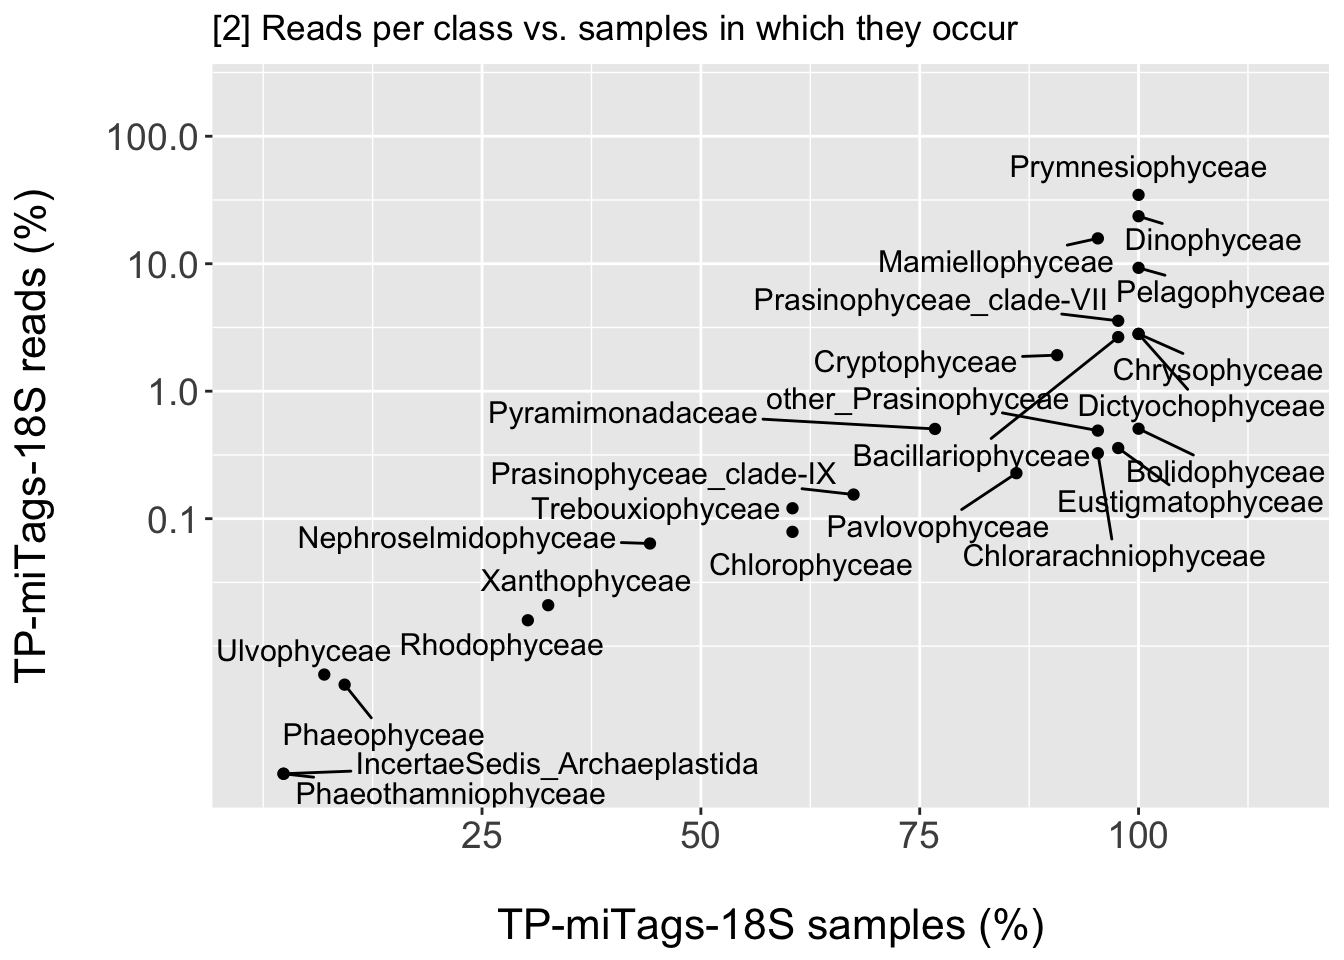 [2] Reads per class vs. samples in which they occur
TP-miTags-18S reads (%)
100.0
10.0
1.0
0.1
Prymnesiophyceae
Dinophyceae
Mamiellophyceae
Pelagophyceae
Prasinophyceae_clade-VII
Cryptophyceae
Chrysophyceae
other_Prasinophyceae
Dictyochophyceae
Pyramimonadaceae
Bacillariophyceae
Bolidophyceae
Prasinophyceae_clade-IX
Eustigmatophyceae
Trebouxiophyceae
Pavlovophyceae
Nephroselmidophyceae
Chlorarachniophyceae
Chlorophyceae
Xanthophyceae
Rhodophyceae
Ulvophyceae
Phaeophyceae
IncertaeSedis_Archaeplastida
Phaeothamniophyceae
25
50
75
100
TP-miTags-18S samples (%)